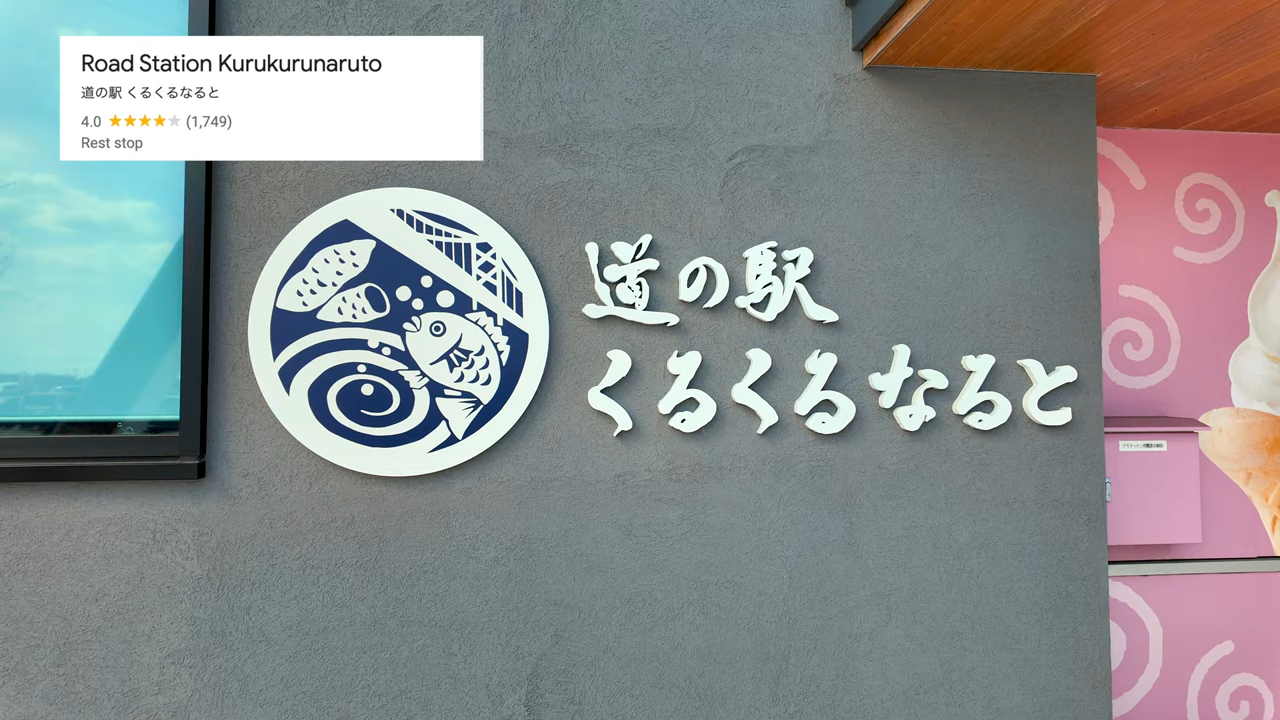 Road Station Kurukurunaruto
道の駅 くるくるなると
4.0 ★★★★★ (1,749)
Rest stop
道の駅
くるくるなると